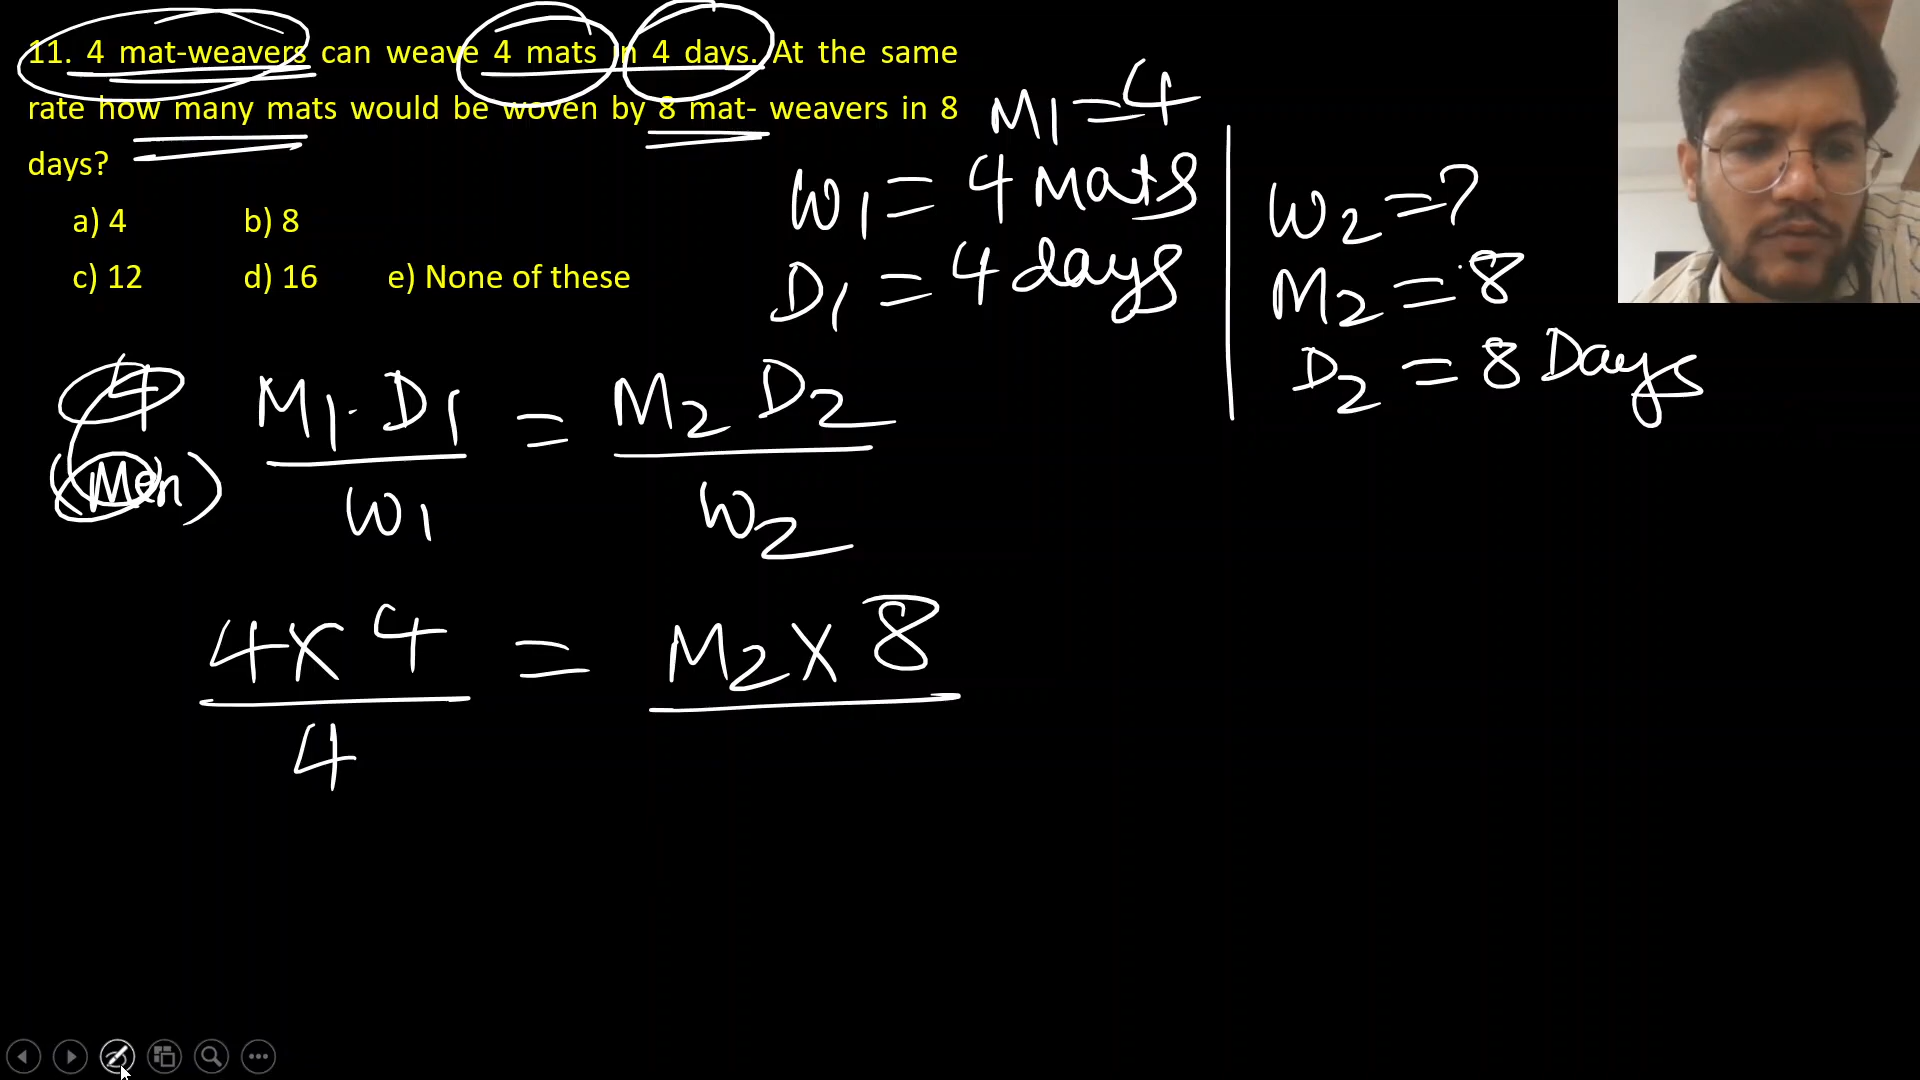 11. 4 mat-weavers can weave 4 mats in 4 days. At the same
rate how many mats would be woven by 8 mat- weavers in 8
days?
a) 4 b) 8
c) 12 d) 16 e) None of these
M1 = 4
W1 = 4 Mats
D1 = 4 days
W2 = ?
M2 = 8
D2 = 8 Days
4
(Men)
M1 . D1 = M2 D2
W1 W2
4 X 4 = M2 X 8
4